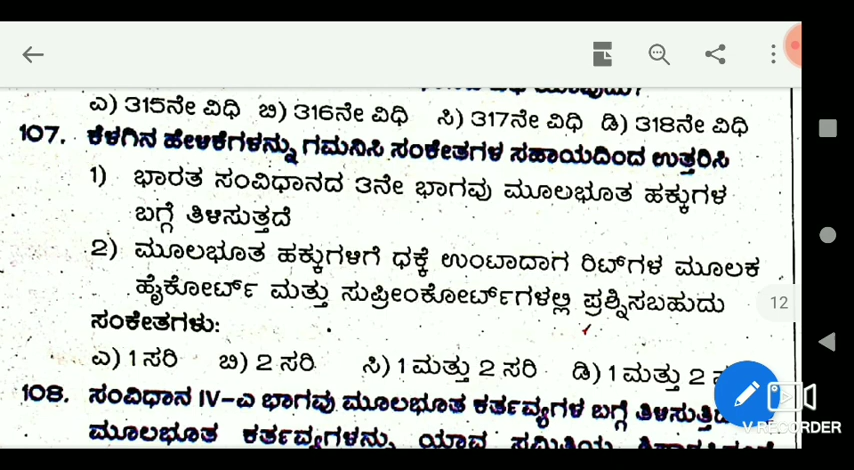 ಎ) 315ನೇ ವಿಧಿ ಬಿ) 316ನೇ ವಿಧಿ ಸಿ) 317ನೇ ವಿಧಿ ಡಿ) 318ನೇ ವಿಧಿ
107. ಕೆಳಗಿನ ಹೇಳಿಕೆಗಳನ್ನು ಗಮನಿಸಿ ಸಂಕೇತಗಳ ಸಹಾಯದಿಂದ ಉತ್ತರಿಸಿ
1) ಭಾರತ ಸಂವಿಧಾನದ 3ನೇ ಭಾಗವು ಮೂಲಭೂತ ಹಕ್ಕುಗಳ
ಬಗ್ಗೆ ತಿಳಿಸುತ್ತದೆ
2) ಮೂಲಭೂತ ಹಕ್ಕುಗಳಿಗೆ ಧಕ್ಕೆ ಉಂಟಾದಾಗ ರಿಟ್‌ಗಳ ಮೂಲಕ
ಹೈಕೋರ್ಟ್ ಮತ್ತು ಸುಪ್ರೀಂಕೋರ್ಟ್‌ಗಳಲ್ಲಿ ಪ್ರಶ್ನಿಸಬಹುದು
12
ಸಂಕೇತಗಳು:
ಎ) 1 ಸರಿ ಬಿ) 2 ಸರಿ ಸಿ) 1 ಮತ್ತು 2 ಸರಿ ಡಿ) 1 ಮತ್ತು 2
108. ಸಂವಿಧಾನ IV-ಎ ಭಾಗವು ಮೂಲಭೂತ ಕರ್ತವ್ಯಗಳ ಬಗ್ಗೆ
V RECORDER
ಮೂಲಭೂತ ಕರ್ತವ್ಯಗಳನ್ನು ಯಾವ ಸಮಿತಿಯ